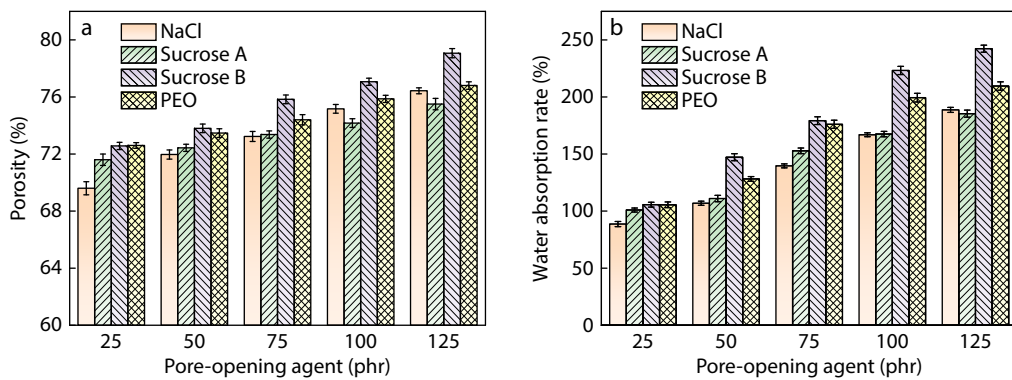 a
NaCl
Sucrose A
Sucrose B
PEO
80
76
72
68
64
60
Porosity (%)
25 50 75 100 125
Pore-opening agent (phr)
b
NaCl
Sucrose A
Sucrose B
PEO
250
200
150
100
50
0
Water absorption rate (%)
25 50 75 100 125
Pore-opening agent (phr)